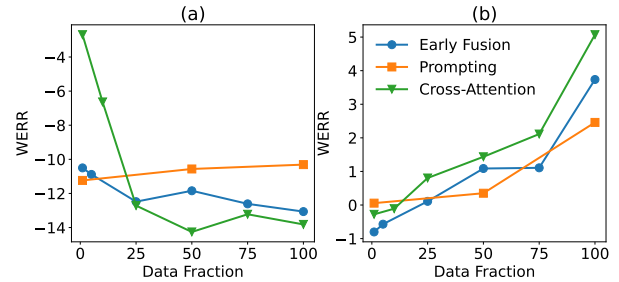 (a)
WERR
−4
−6
−8
−10
−12
−14
0 25 50 75 100
Data Fraction
(b)
WERR
5
4
3
2
1
0
−1
Early Fusion
Prompting
Cross-Attention
0 25 50 75 100
Data Fraction